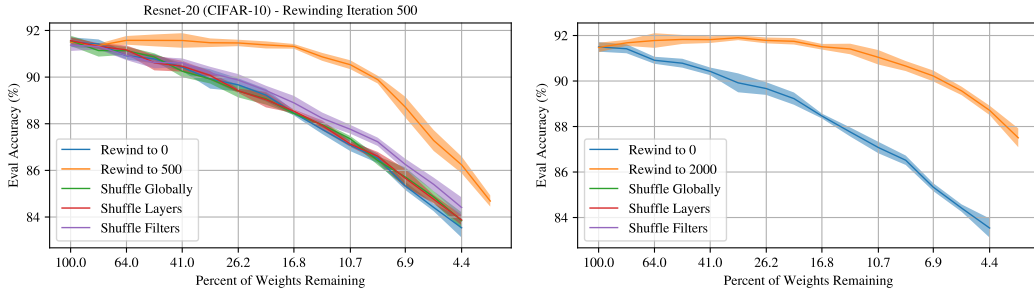 Resnet-20 (CIFAR-10) - Rewinding Iteration 500
Eval Accuracy (%)
92
90
88
86
84
Rewind to 0
Rewind to 500
Shuffle Globally
Shuffle Layers
Shuffle Filters
100.0 64.0 41.0 26.2 16.8 10.7 6.9 4.4
Percent of Weights Remaining
Eval Accuracy (%)
92
90
88
86
84
Rewind to 0
Rewind to 2000
Shuffle Globally
Shuffle Layers
Shuffle Filters
100.0 64.0 41.0 26.2 16.8 10.7 6.9 4.4
Percent of Weights Remaining